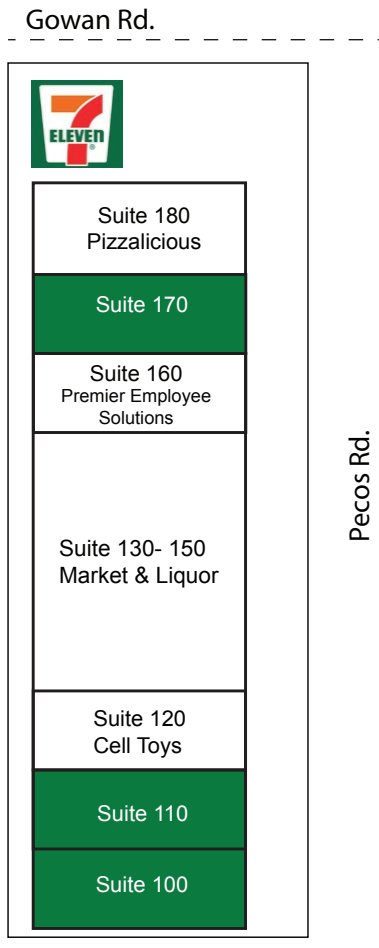 Gowan Rd.
7
ELEVEn
®
Suite 180
Pizzalicious
Suite 170
Suite 160
Premier Employee
Solutions
Pecos Rd.
Suite 130- 150
Market & Liquor
Suite 120
Cell Toys
Suite 110
Suite 100